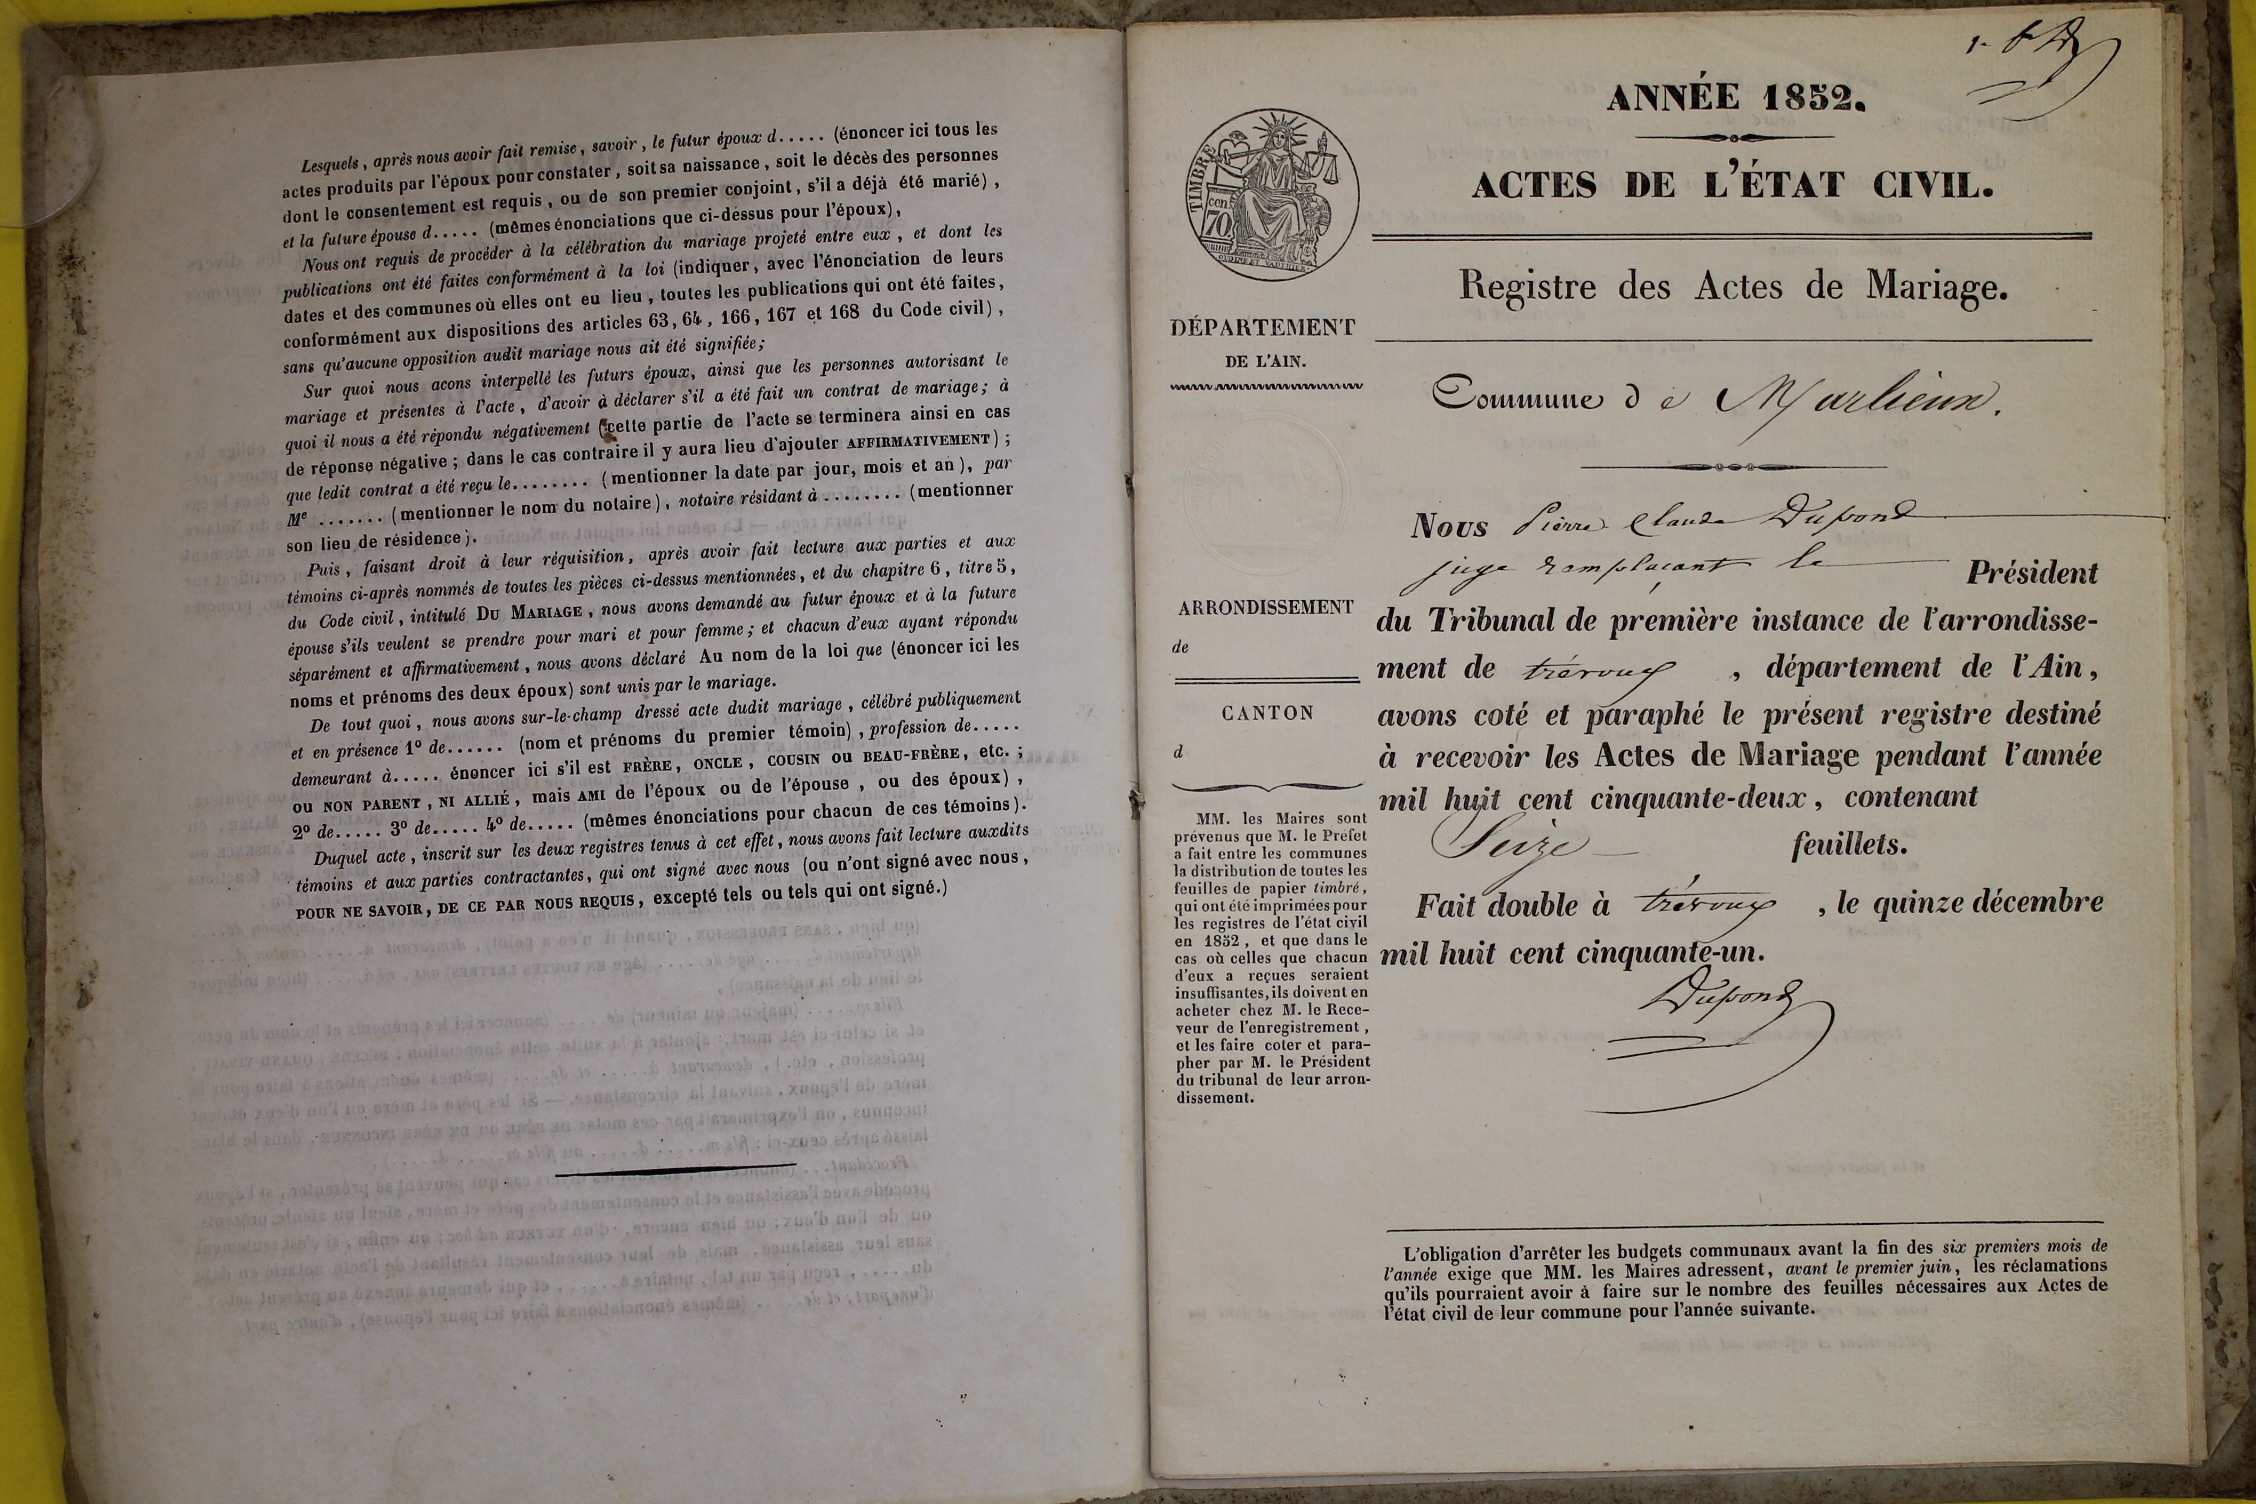 Lesquels, après nous avoir fait remise, savoir, le futur époux d..... (énoncer ici tous les
actes produits par l'époux pour constater, soit sa naissance, soit le décès des personnes
dont le consentement est requis, ou de son premier conjoint, s'il a déjà été marié),
et la future épouse d..... (mêmes énonciations que ci-dessus pour l'époux),
Nous ont requis de procéder à la célébration du mariage projeté entre eux, et dont les
publications ont été faites conformément à la loi (indiquer, avec l'énonciation de leurs
dates et des communes où elles ont eu lieu, toutes les publications qui ont été faites,
conformément aux dispositions des articles 63, 64, 166, 167 et 168 du Code civil),
sans qu'aucune opposition audit mariage nous ait été signifiée;
Sur quoi nous acons interpellé les futurs époux, ainsi que les personnes autorisant le
mariage et présentes à l'acte, d'avoir à déclarer s'il a été fait un contrat de mariage; à
quoi il nous a été répondu négativement (cette partie de l'acte se terminera ainsi en cas
de réponse négative; dans le cas contraire il y aura lieu d'ajouter AFFIRMATIVEMENT);
que ledit contrat a été reçu le........ (mentionner la date par jour, mois et an), par
Me ....... (mentionner le nom du notaire), notaire résidant à ........ (mentionner
son lieu de résidence).
Puis, faisant droit à leur réquisition, après avoir fait lecture aux parties et aux
témoins ci-après nommés de toutes les pièces ci-dessus mentionnées, et du chapitre 6, titre 5,
du Code civil, intitulé DU MARIAGE, nous avons demandé au futur époux et à la future
épouse s'ils veulent se prendre pour mari et pour femme; et chacun d'eux ayant répondu
séparément et affirmativement, nous avons déclaré Au nom de la loi que (énoncer ici les
noms et prénoms des deux époux) sont unis par le mariage.
De tout quoi, nous avons sur-le-champ dressé acte dudit mariage, célébré publiquement
et en présence 1º de...... (nom et prénoms du premier témoin), profession de.....
demeurant à..... énoncer ici s'il est FRÈRE, ONCLE, COUSIN ou BEAU-FRÈRE, etc.;
ou NON PARENT, NI ALLIÉ, mais AMI de l'époux ou de l'épouse, ou des époux),
2º de..... 3º de..... 4º de..... (mêmes énonciations pour chacun de ces témoins).
Duquel acte, inscrit sur les deux registres tenus à cet effet, nous avons fait lecture auxdits
témoins et aux parties contractantes, qui ont signé avec nous (ou n'ont signé avec nous,
POUR NE SAVOIR, DE CE PAR NOUS REQUIS, excepté tels ou tels qui ont signé.)
ANNÉE 1852.
ACTES DE L'ÉTAT CIVIL.
TIMBRE
cen.
70
Registre des Actes de Mariage.
DÉPARTEMENT
DE L'AIN.
Commune de Marlieux.
Nous Pierre Claude Dupond
juge remplaçant le Président
du Tribunal de première instance de l'arrondisse-
ment de trévoux, département de l'Ain,
avons coté et paraphé le présent registre destiné
à recevoir les Actes de Mariage pendant l'année
mil huit cent cinquante-deux, contenant
Seize feuillets.
Fait double à trévoux, le quinze décembre
mil huit cent cinquante-un.
Dupond
ARRONDISSEMENT
de
CANTON
d
MM. les Maires sont
prévenus que M. le Préfet
a fait entre les communes
la distribution de toutes les
feuilles de papier timbré,
qui ont été imprimées pour
les registres de l'état civil
en 1852, et que dans le
cas où celles que chacun
d'eux a reçues seraient
insuffisantes, ils doivent en
acheter chez M. le Rece-
veur de l'enregistrement,
et les faire coter et para-
pher par M. le Président
du tribunal de leur arron-
dissement.
L'obligation d'arrêter les budgets communaux avant la fin des six premiers mois de
l'année exige que MM. les Maires adressent, avant le premier juin, les réclamations
qu'ils pourraient avoir à faire sur le nombre des feuilles nécessaires aux Actes de
l'état civil de leur commune pour l'année suivante.